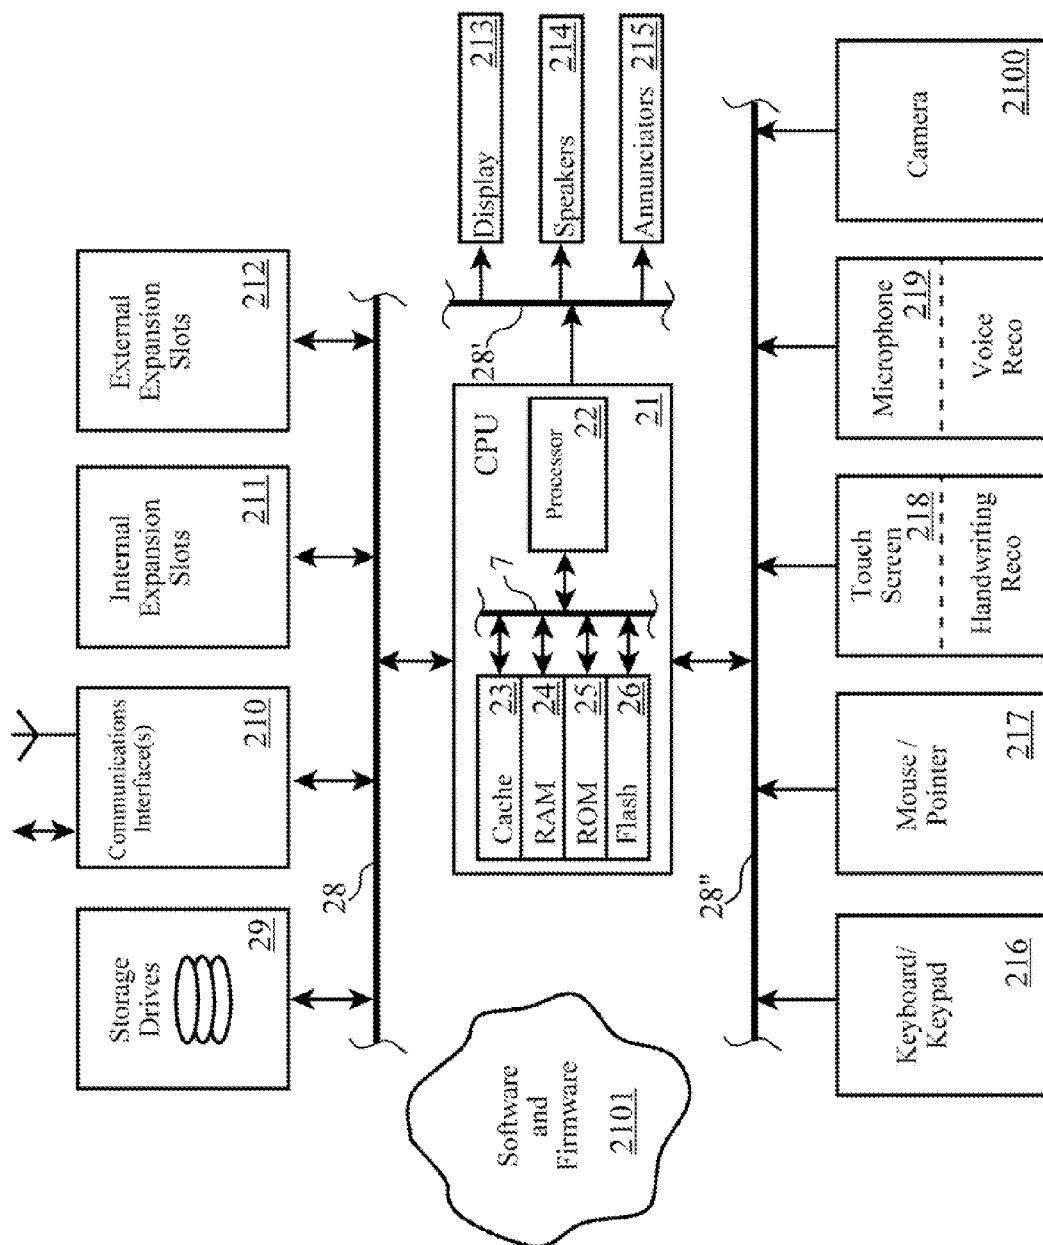 Storage
Drives
29
Communications
Interface(s)
210
Internal
Expansion
Slots
211
External
Expansion
Slots
212
28
Software
and
Firmware
2101
CPU
21
Cache 23
RAM 24
ROM 25
Flash 26
7
Processor
22
28'
Display 213
Speakers 214
Annunciators 215
28"
Keyboard/
Keypad
216
Mouse /
Pointer
217
Touch
Screen
218
Handwriting
Reco
Microphone
219
Voice
Reco
Camera
2100